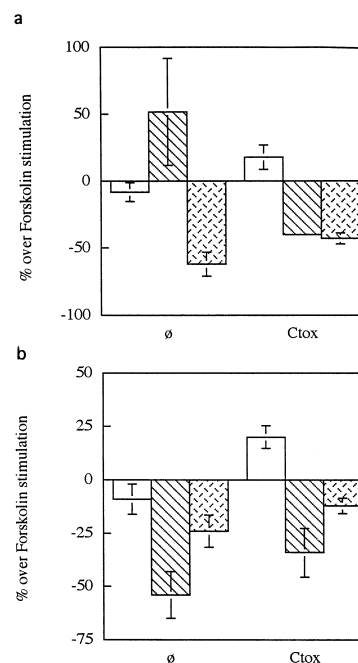 a
% over Forskolin stimulation
100
50
0
-50
-100
ø
Ctox
b
% over Forskolin stimulation
50
25
0
-25
-50
-75
ø
Ctox